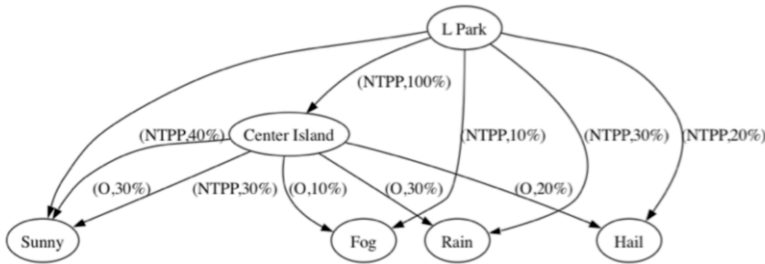 L Park
(NTPP,100%)
(NTPP,40%) Center Island (NTPP,10%) (NTPP,30%) (NTPP,20%)
(O,30%) (NTPP,30%) (O,10%) (O,30%) (O,20%)
Sunny Fog Rain Hail